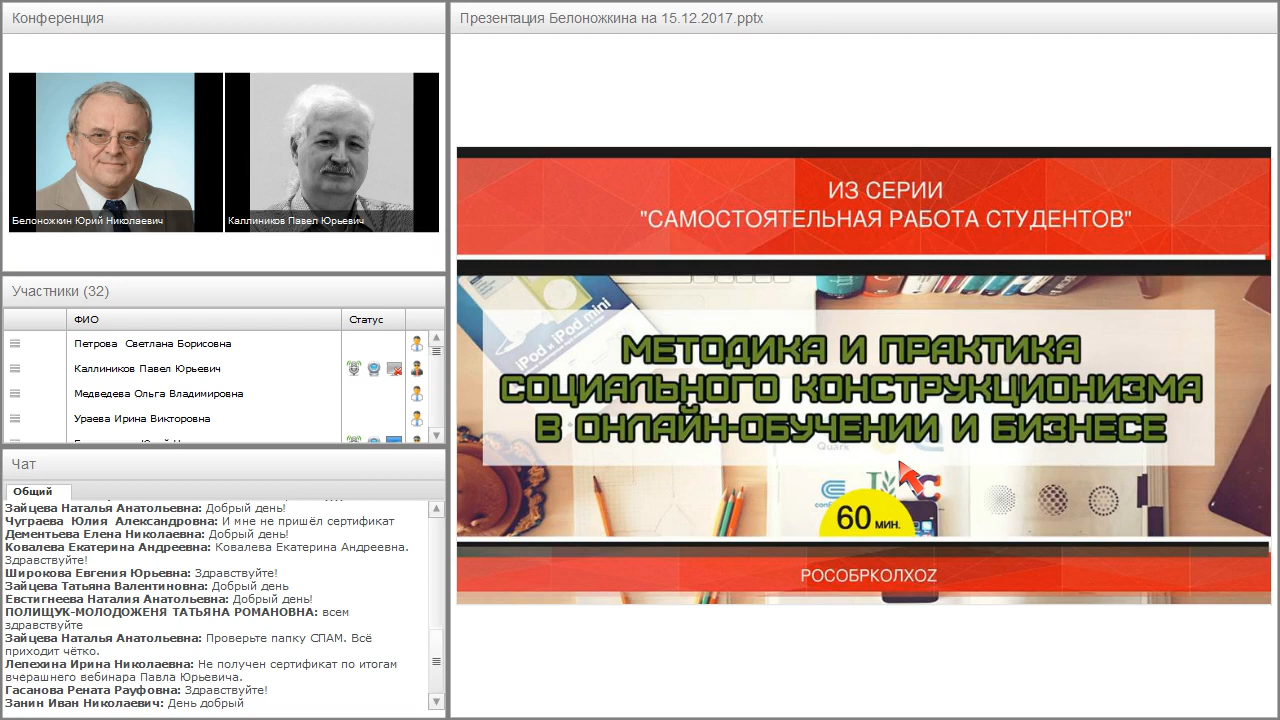 Конференция
Белоножкин Юрий Николаевич
Каллиников Павел Юрьевич
Участники (32)
ФИО
Статус
Петрова Светлана Борисовна
Каллиников Павел Юрьевич
Медведева Ольга Владимировна
Ураева Ирина Викторовна
Чат
Общий
Зайцева Наталья Анатольевна: Добрый день!
Чуграева Юлия Александровна: И мне не пришёл сертификат
Дементьева Елена Николаевна: Добрый день!
Ковалева Екатерина Андреевна: Ковалева Екатерина Андреевна.
Здравствуйте!
Широкова Евгения Юрьевна: Здравствуйте!
Зайцева Татьяна Валентиновна: Добрый день
Евстигнеева Наталия Анатольевна: Добрый день!
ПОЛИЩУК-МОЛОДОЖЕНЯ ТАТЬЯНА РОМАНОВНА: всем
здравствуйте
Зайцева Наталья Анатольевна: Проверьте папку СПАМ. Всё
приходит чётко.
Лепехина Ирина Николаевна: Не получен сертификат по итогам
вчерашнего вебинара Павла Юрьевича.
Гасанова Рената Рауфовна: Здравствуйте!
Занин Иван Николаевич: День добрый
Презентация Белоножкина на 15.12.2017.pptx
ИЗ СЕРИИ
"САМОСТОЯТЕЛЬНАЯ РАБОТА СТУДЕНТОВ"
iPod и iPod mini
МЕТОДИКА И ПРАКТИКА
СОЦИАЛЬНОГО КОНСТРУКЦИОНИЗМА
В ОНЛАЙН-ОБУЧЕНИИ И БИЗНЕСЕ
Quark
60 МИН.
РОСОБРКОЛХОZ